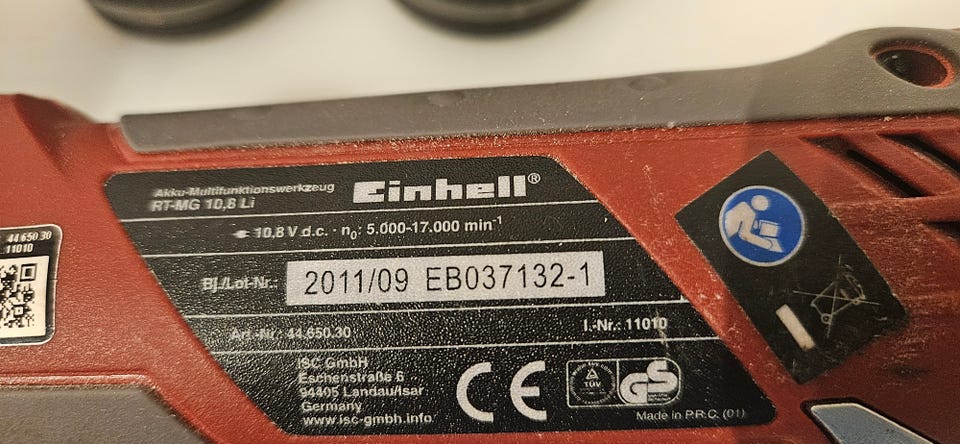 Akku-Multifunktionswerkzeug
RT-MG 10,8 Li
Einhell®
10,8 V d.c. · n₀: 5.000-17.000 min⁻¹
Bj./Lot-Nr.: 2011/09 EB037132-1
Art.-Nr.: 44.650.30 I.-Nr.: 11010
ISC GmbH
Eschenstraße 6
94405 Landau/Isar
Germany
www.isc-gmbh.info
CE
TÜV
GS
Made in P.R.C. (01)
44.650.30
11010